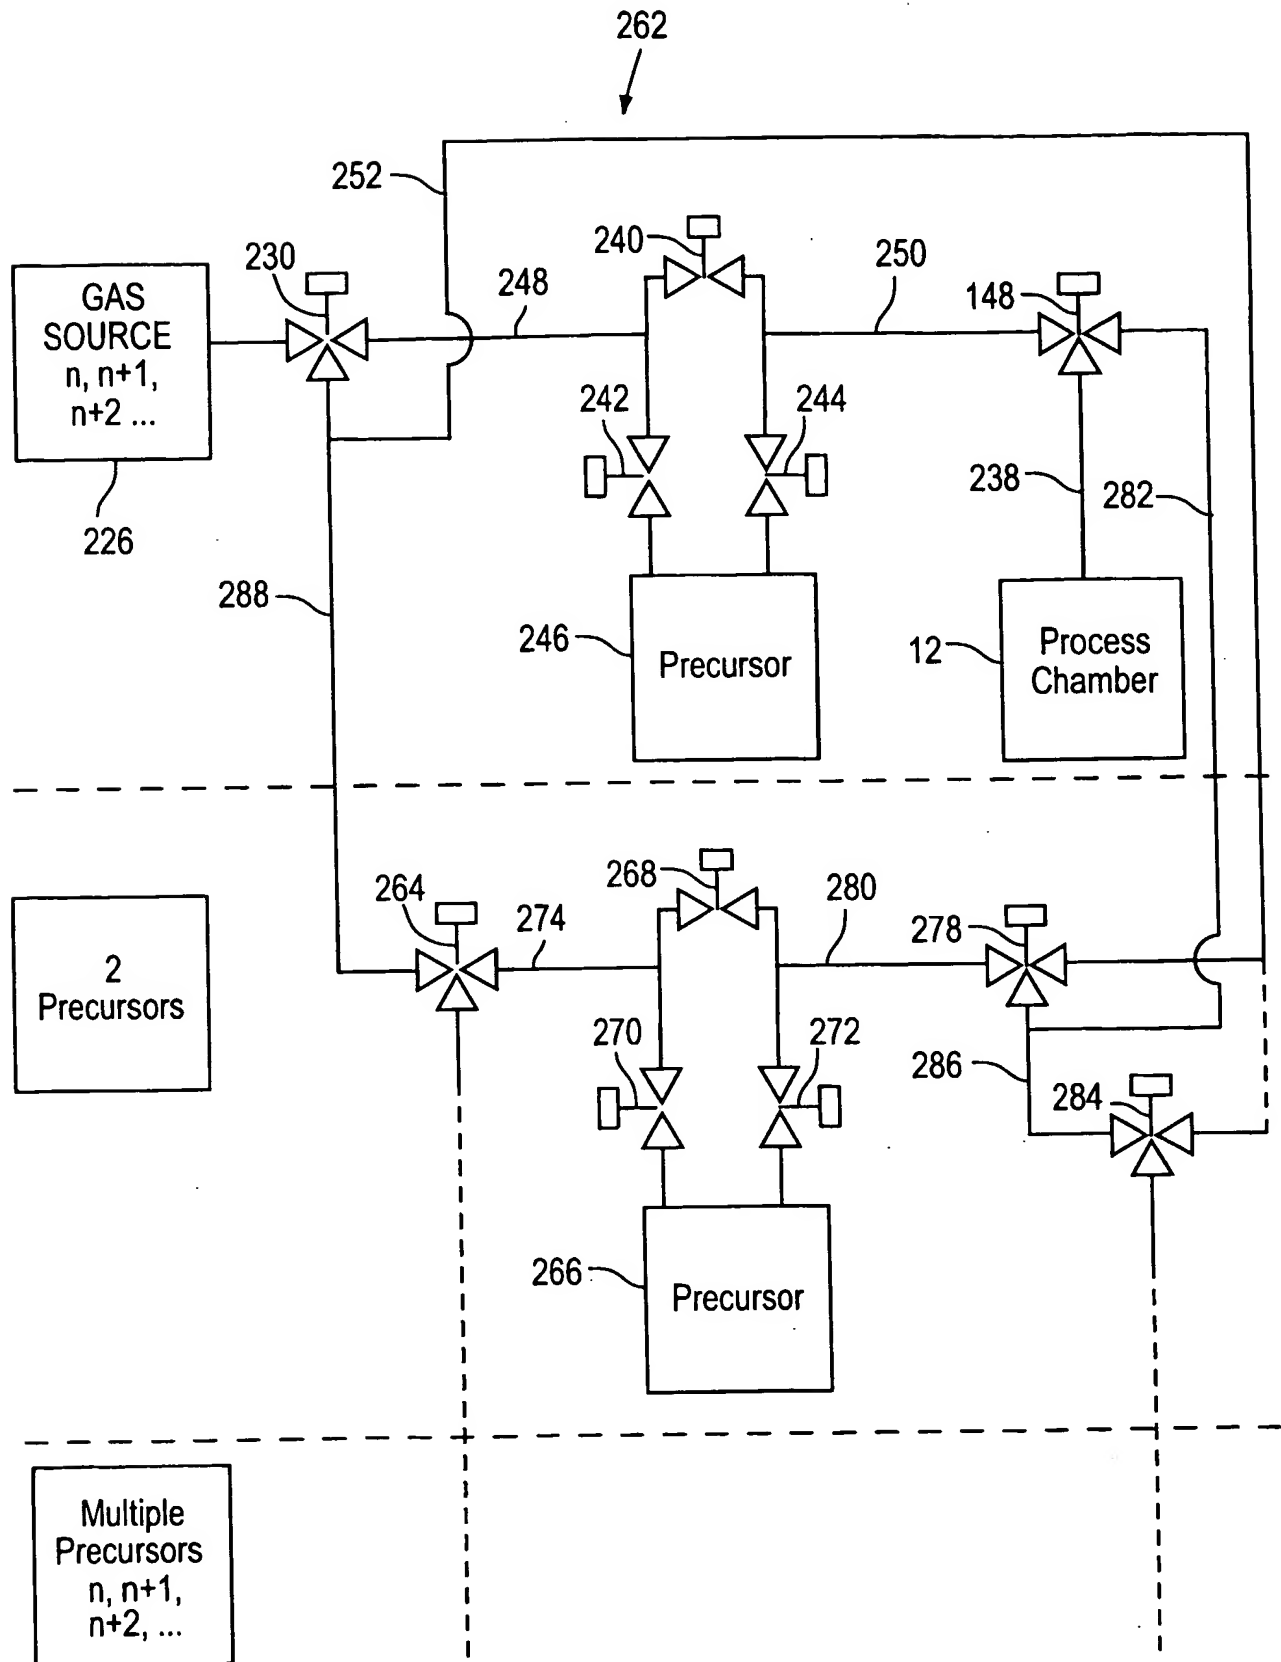 262
252
240
230
250
248
148
GAS
SOURCE
n, n+1,
n+2 ...
242
244
238
282
226
288
246
Precursor
12
Process
Chamber
268
264
280
274
278
2
Precursors
270
272
286
284
266
Precursor
Multiple
Precursors
n, n+1,
n+2, ...